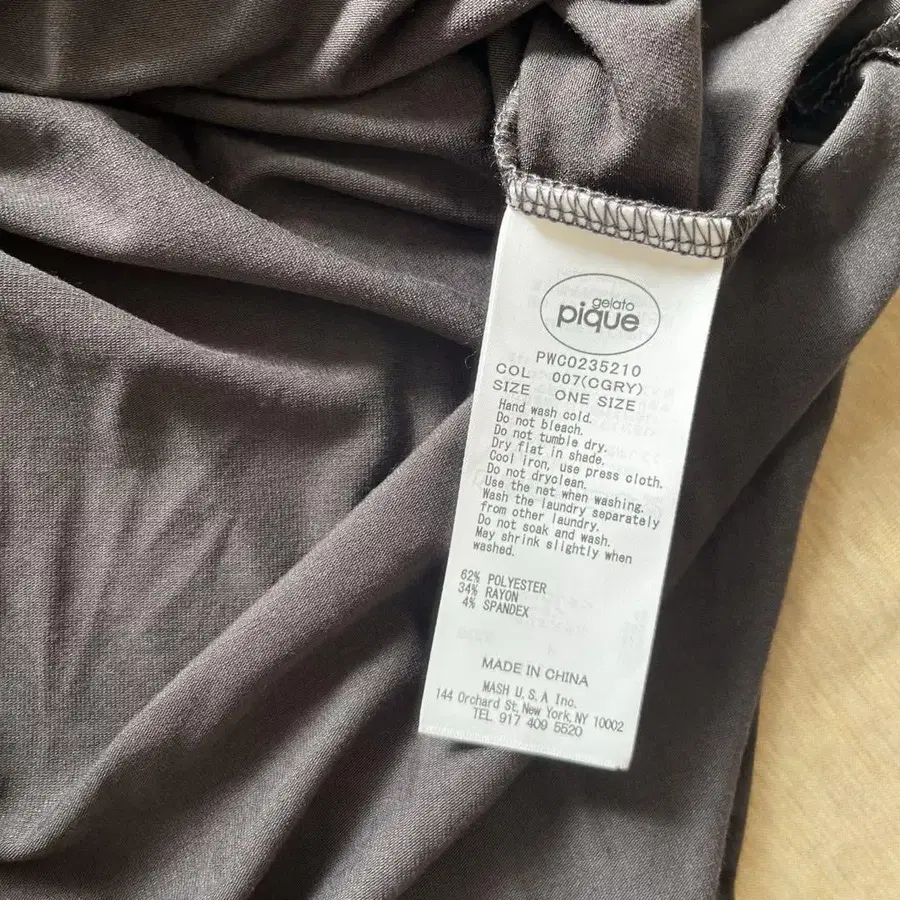 gelato
pique
PWCO235210
COL 007(CGRY)
SIZE ONE SIZE
Hand wash cold.
Do not bleach.
Do not tumble dry.
Dry flat in shade.
Cool iron, use press cloth.
Do not dryclean.
Use the net when washing.
Wash the laundry separately
from other laundry.
Do not soak and wash.
May shrink slightly when
washed.
62% POLYESTER
34% RAYON
4% SPANDEX
MADE IN CHINA
MASH U.S.A Inc.
144 Orchard St, New York, NY 10002
TEL 917 409 5520